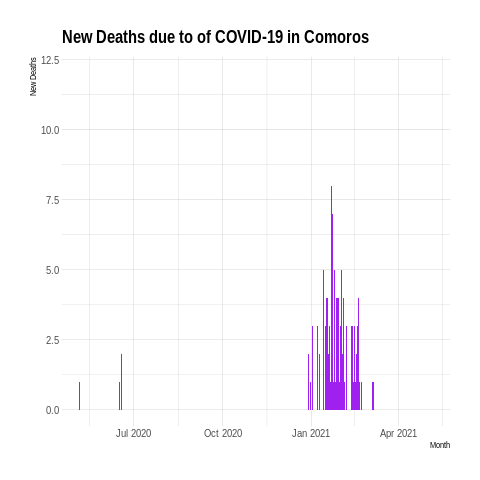 New Deaths due to of COVID-19 in Comoros
New Deaths
12.5
10.0
7.5
5.0
2.5
0.0
Jul 2020
Oct 2020
Jan 2021
Apr 2021
Month